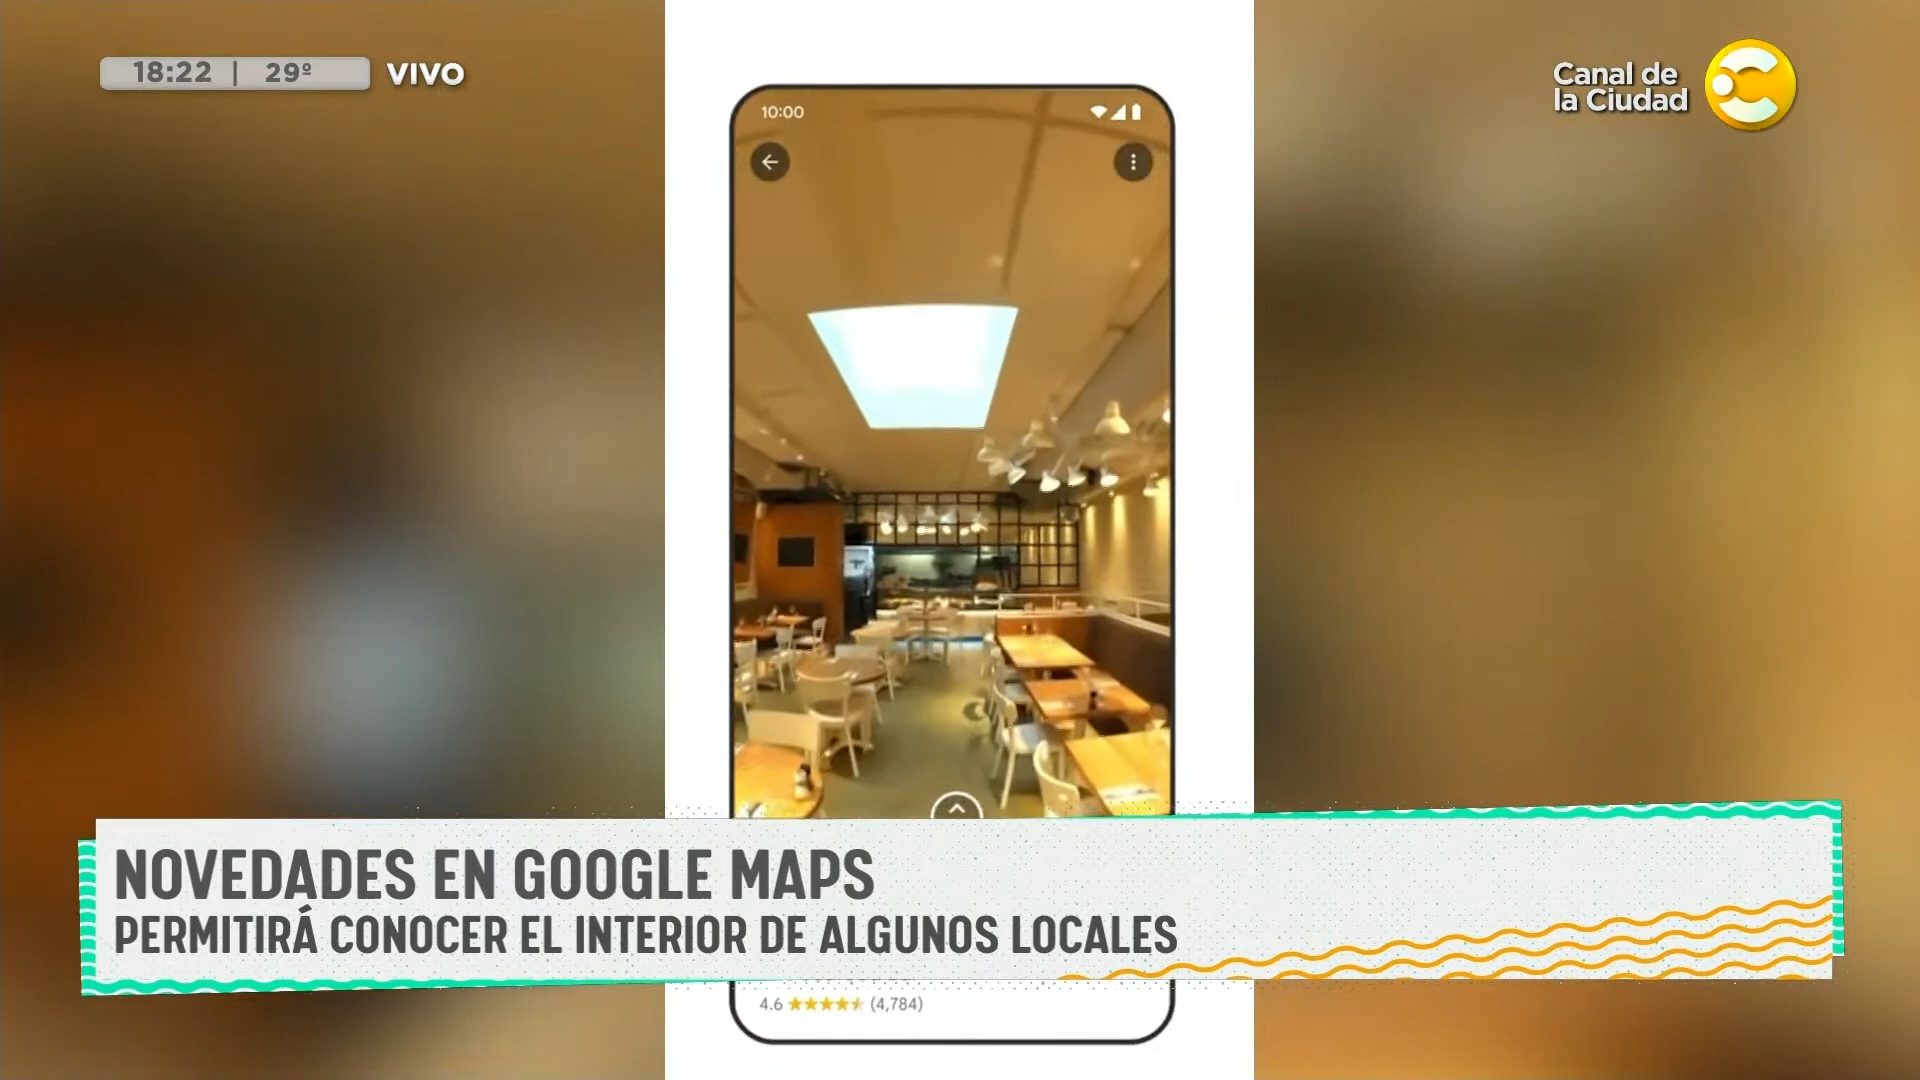 18:22 | 29º
VIVO
Canal de
la Ciudad
10:00
NOVEDADES EN GOOGLE MAPS
PERMITIRÁ CONOCER EL INTERIOR DE ALGUNOS LOCALES
4.6 (4,784)